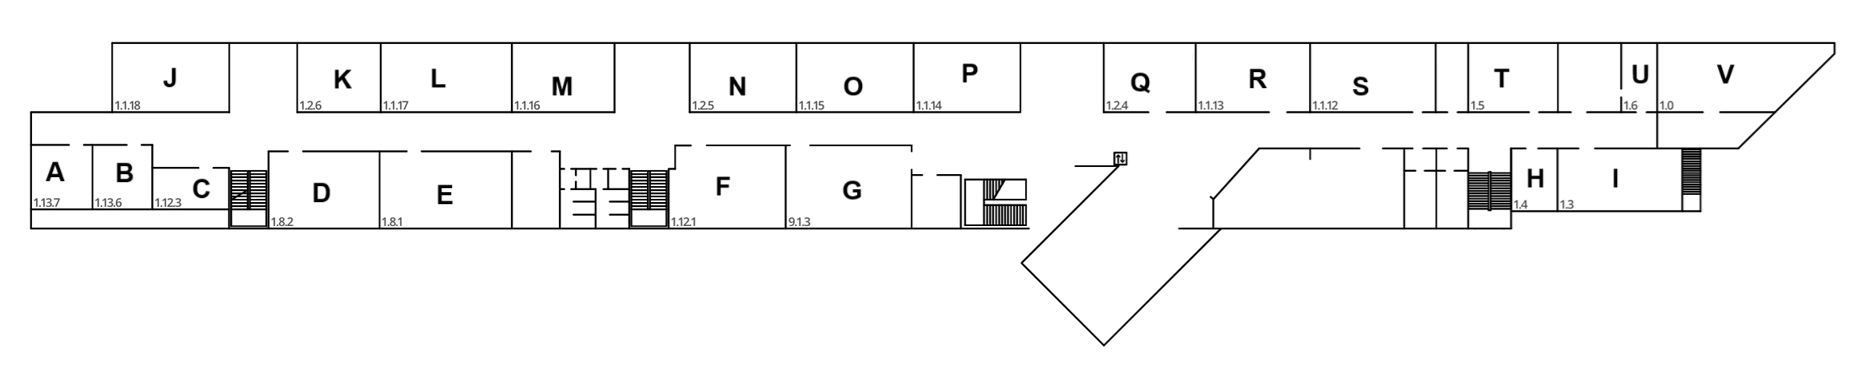 J
K
L
M
N
O
P
Q
R
S
T
U
V
1.1.18
1.2.6
1.1.17
1.1.16
1.2.5
1.1.15
1.1.14
1.2.4
1.1.13
1.1.12
1.5
1.6
1.0
A
B
C
D
E
F
G
H
I
1.13.7
1.13.6
1.12.3
1.8.2
1.8.1
1.12.1
9.1.3
1.4
1.3